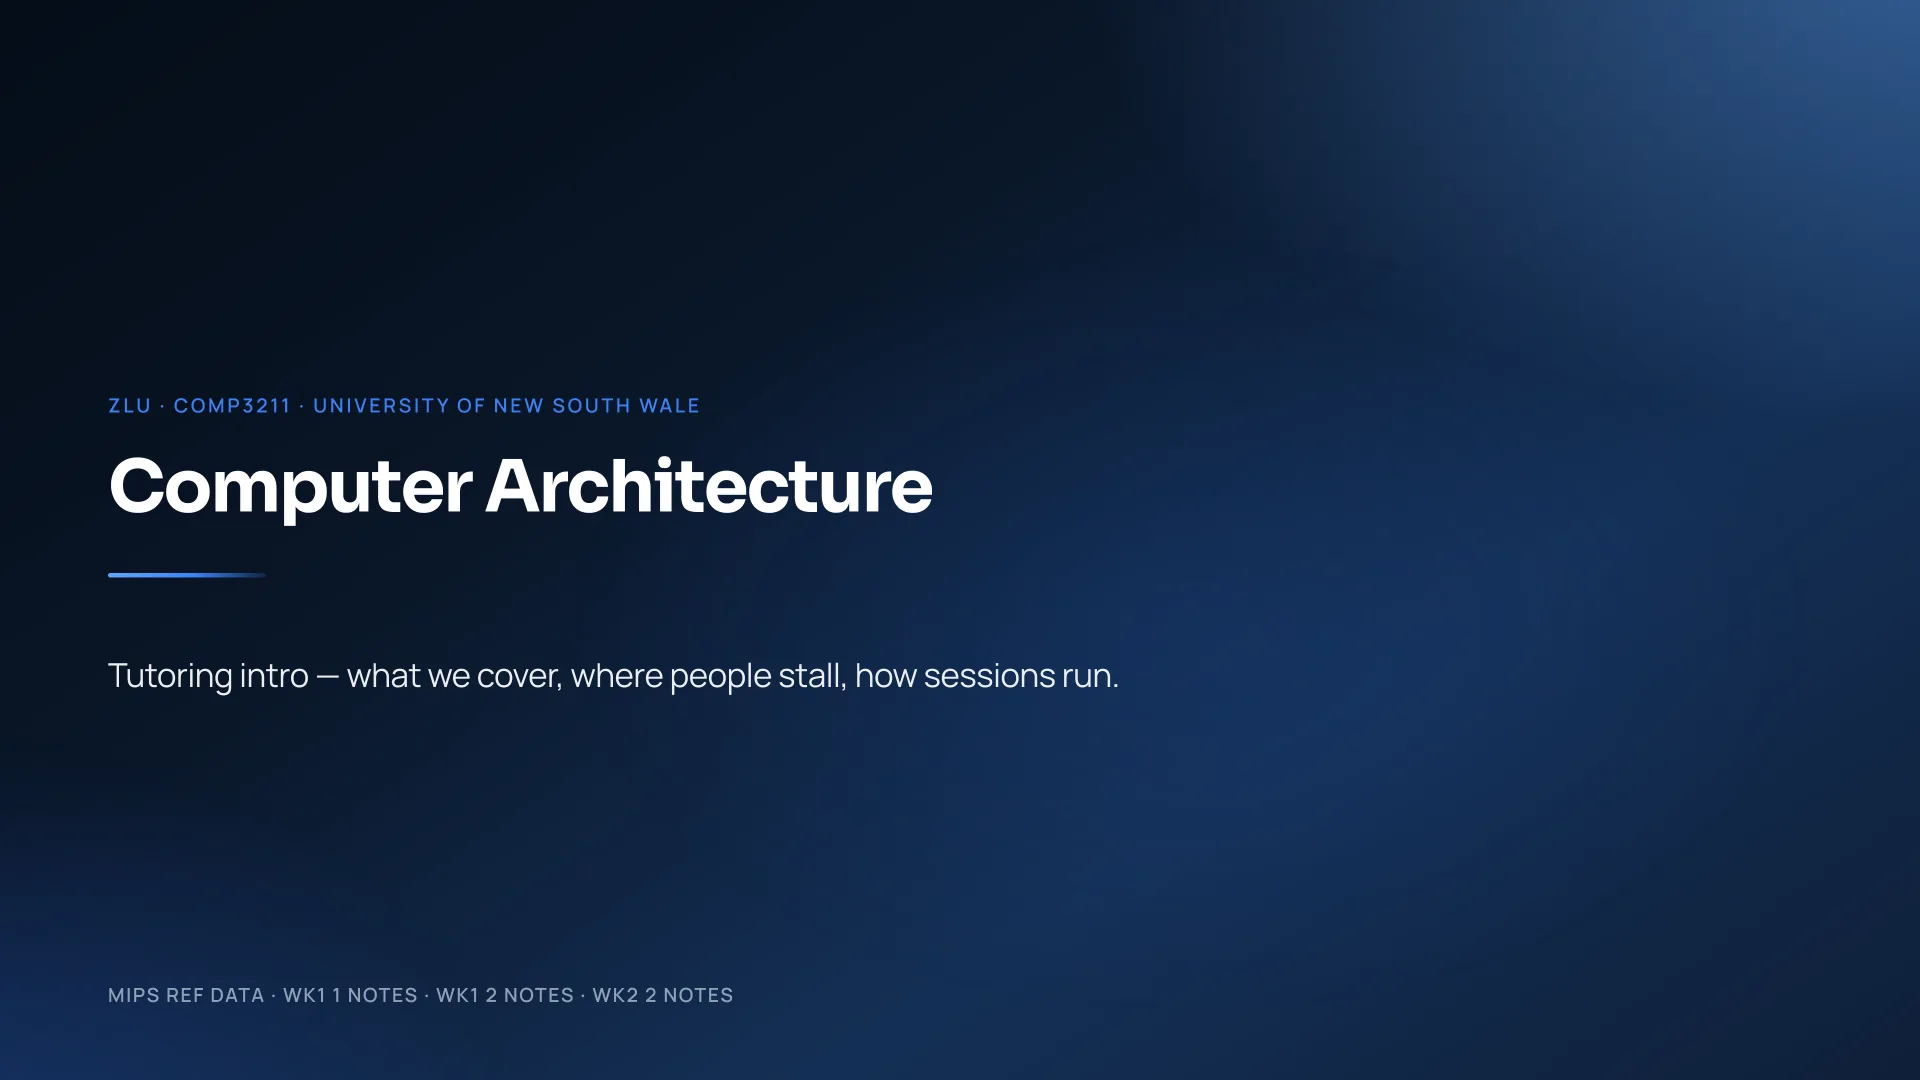 ZLU · COMP3211 · UNIVERSITY OF NEW SOUTH WALE
Computer Architecture
Tutoring intro — what we cover, where people stall, how sessions run.
MIPS REF DATA · WK1 1 NOTES · WK1 2 NOTES · WK2 2 NOTES